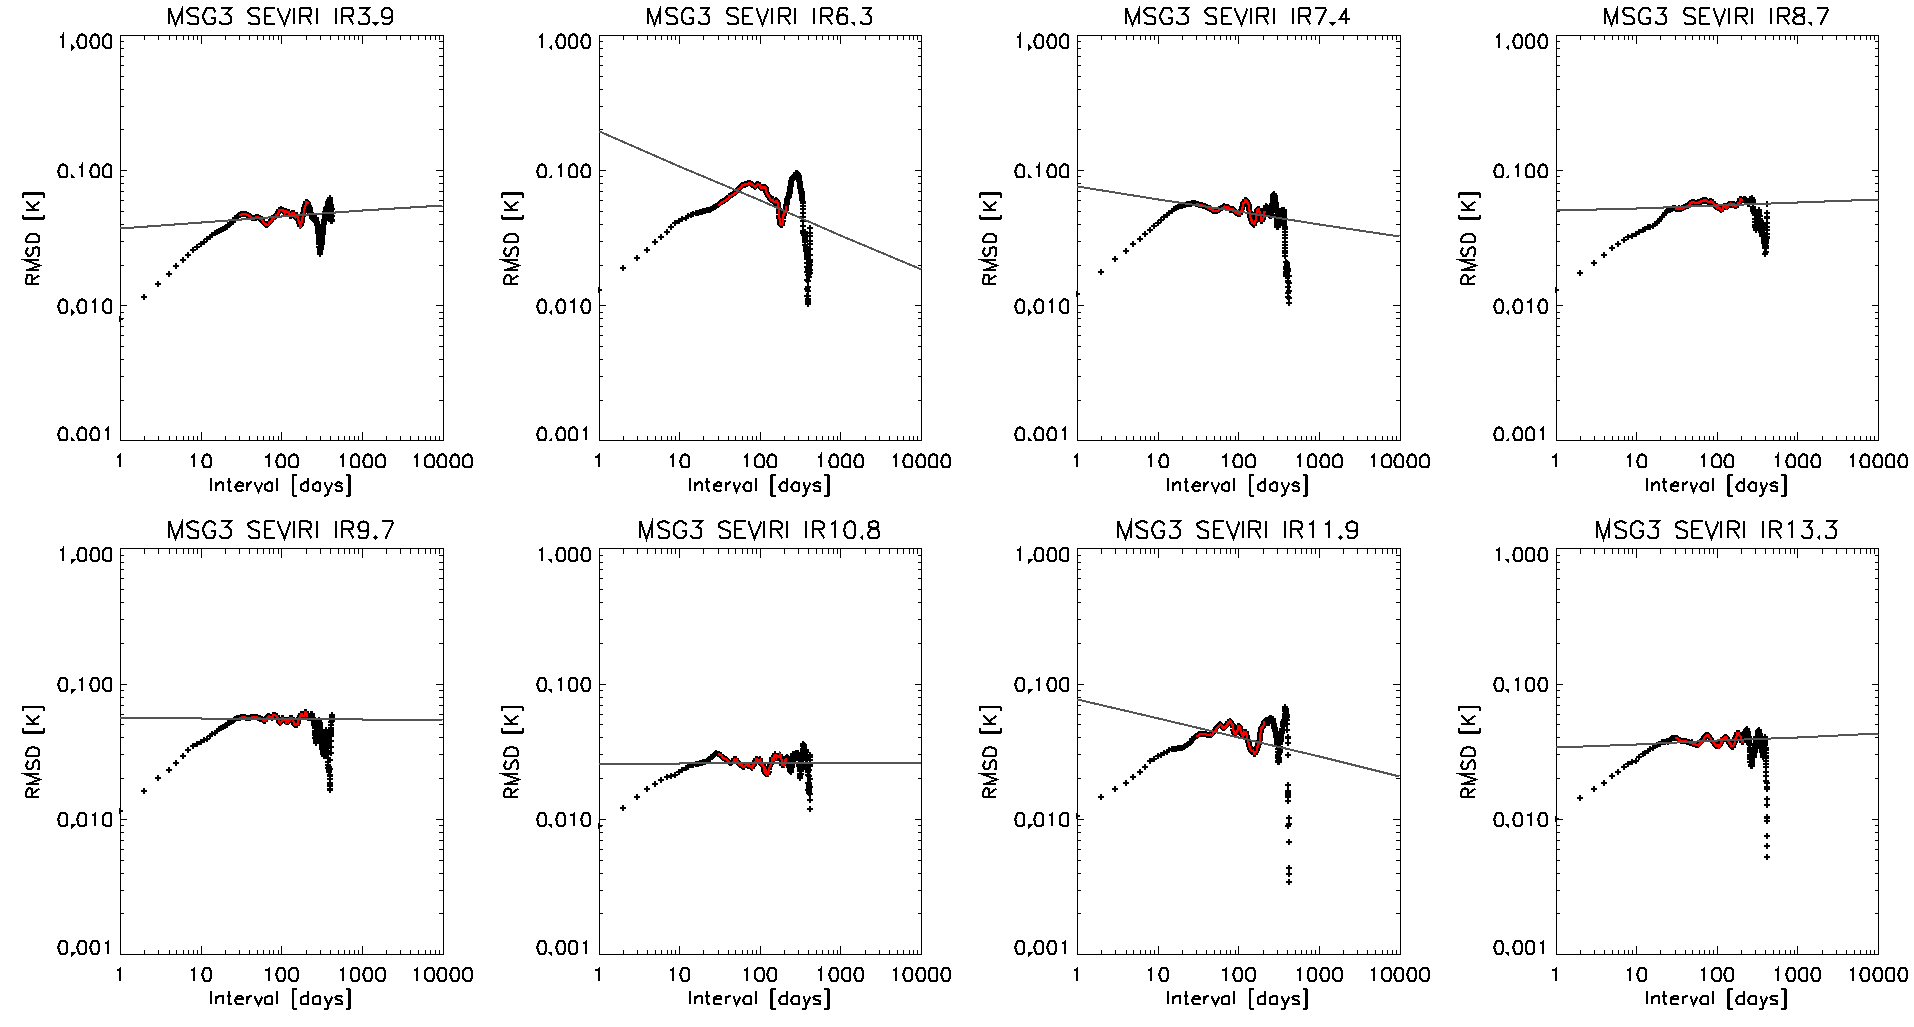 MSG3 SEVIRI IR3.9
MSG3 SEVIRI IR6.3
MSG3 SEVIRI IR7.4
MSG3 SEVIRI IR8.7
1.000
0.100
0.010
0.001
RMSD [K]
1 10 100 1000 10000
Interval [days]
1.000
0.100
0.010
0.001
RMSD [K]
1 10 100 1000 10000
Interval [days]
1.000
0.100
0.010
0.001
RMSD [K]
1 10 100 1000 10000
Interval [days]
1.000
0.100
0.010
0.001
RMSD [K]
1 10 100 1000 10000
Interval [days]
MSG3 SEVIRI IR9.7
MSG3 SEVIRI IR10.8
MSG3 SEVIRI IR11.9
MSG3 SEVIRI IR13.3
1.000
0.100
0.010
0.001
RMSD [K]
1 10 100 1000 10000
Interval [days]
1.000
0.100
0.010
0.001
RMSD [K]
1 10 100 1000 10000
Interval [days]
1.000
0.100
0.010
0.001
RMSD [K]
1 10 100 1000 10000
Interval [days]
1.000
0.100
0.010
0.001
RMSD [K]
1 10 100 1000 10000
Interval [days]